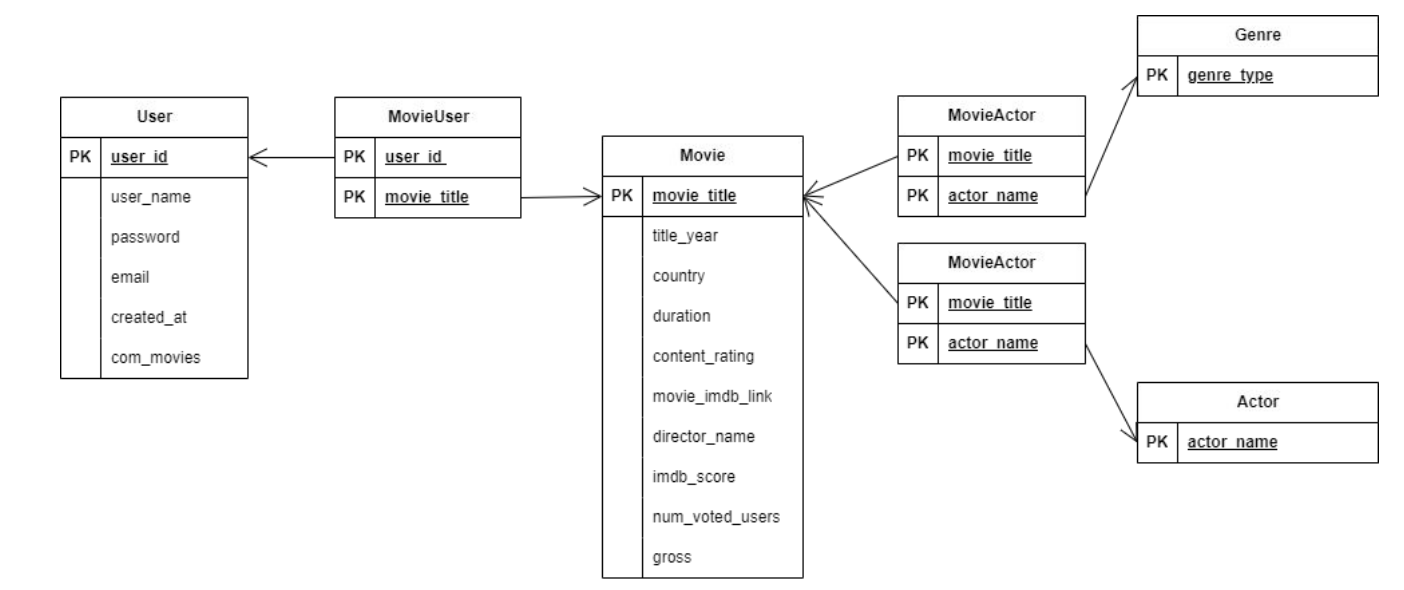 User
PK user_id
user_name
password
email
created_at
com_movies
MovieUser
PK user_id
PK movie_title
Movie
PK movie_title
title_year
country
duration
content_rating
movie_imdb_link
director_name
imdb_score
num_voted_users
gross
MovieActor
PK movie_title
PK actor_name
MovieActor
PK movie_title
PK actor_name
Genre
PK genre_type
Actor
PK actor_name